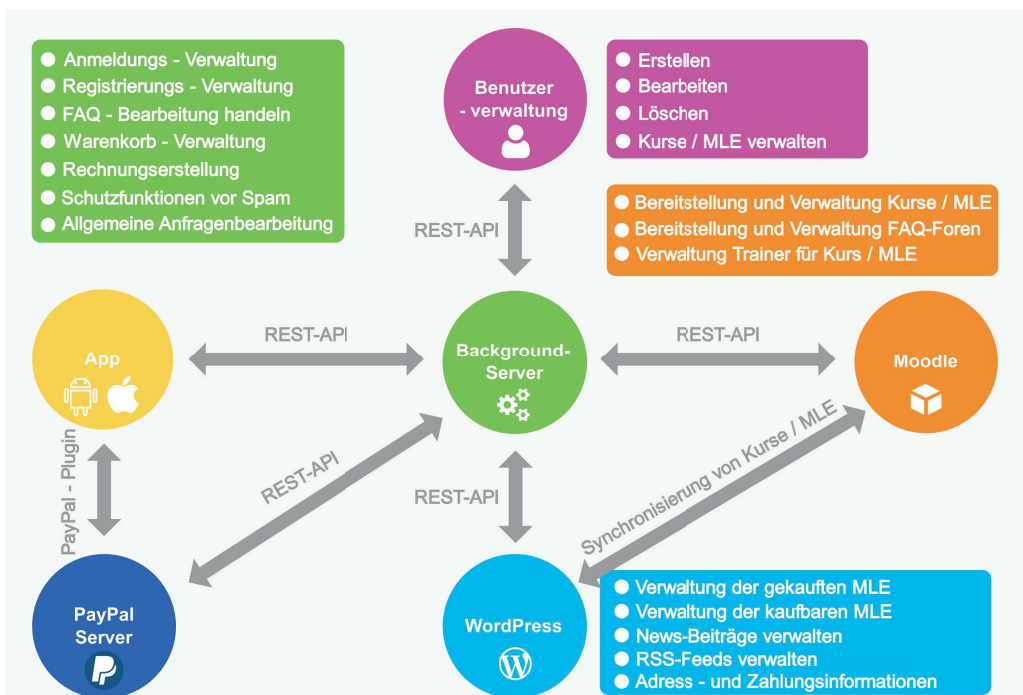 Anmeldungs - Verwaltung
Registrierungs - Verwaltung
FAQ - Bearbeitung handeln
Warenkorb - Verwaltung
Rechnungserstellung
Schutzfunktionen vor Spam
Allgemeine Anfragenbearbeitung
Benutzer
- verwaltung
Erstellen
Bearbeiten
Löschen
Kurse / MLE verwalten
Bereitstellung und Verwaltung Kurse / MLE
Bereitstellung und Verwaltung FAQ-Foren
Verwaltung Trainer für Kurs / MLE
REST-API
App
REST-API
Background-
Server
REST-API
Moodle
PayPal - Plugin
REST-API
REST-API
Synchronisierung von Kurse / MLE
PayPal
Server
WordPress
Verwaltung der gekauften MLE
Verwaltung der kaufbaren MLE
News-Beiträge verwalten
RSS-Feeds verwalten
Adress - und Zahlungsinformationen